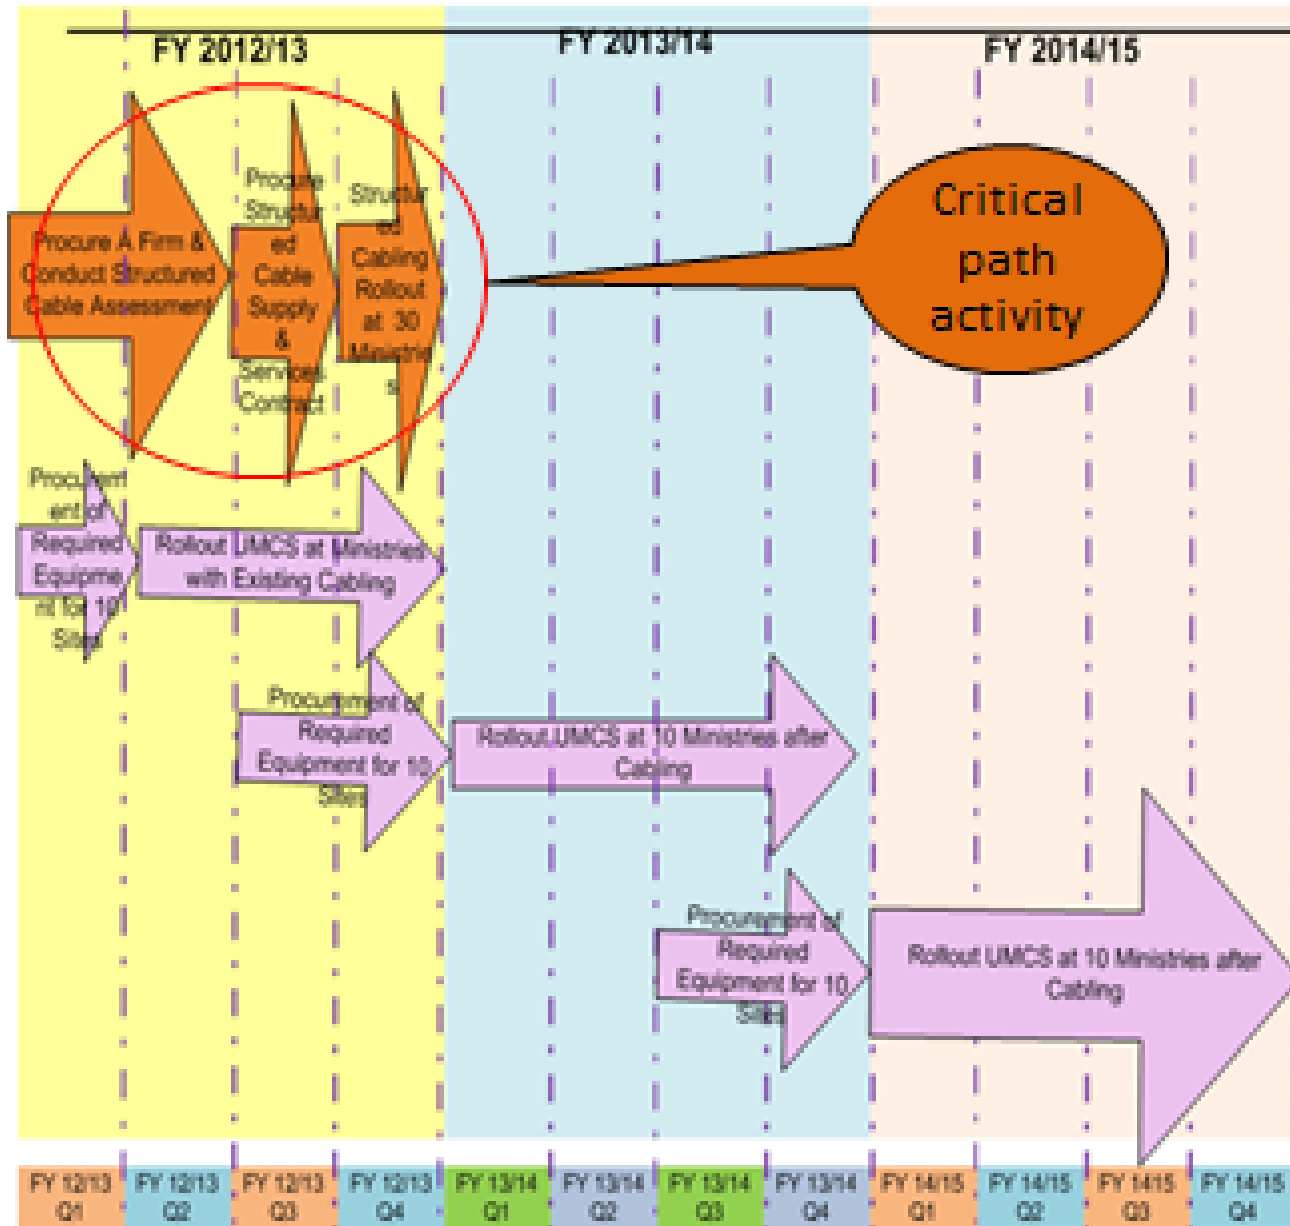 FY 2012/13
FY 2013/14
FY 2014/15
Procure A Firm &
Conduct Structured
Cable Assessment
Procure
Structur
ed
Cable
Supply
&
Services
Contract
Structur
ed
Cabling
Rollout
at 30
Ministrie
s
Critical
path
activity
Procurem
ent of
Required
Equipme
nt for 10
Sites
Rollout UMCS at Ministries
with Existing Cabling
Procurement of
Required
Equipment for 10
Sites
Rollout UMCS at 10 Ministries after
Cabling
Procurement of
Required
Equipment for 10
Sites
Rollout UMCS at 10 Ministries after
Cabling
FY 12/13
Q1
FY 12/13
Q2
FY 12/13
Q3
FY 12/13
Q4
FY 13/14
Q1
FY 13/14
Q2
FY 13/14
Q3
FY 13/14
Q4
FY 14/15
Q1
FY 14/15
Q2
FY 1415
Q3
FY 14/15
Q4